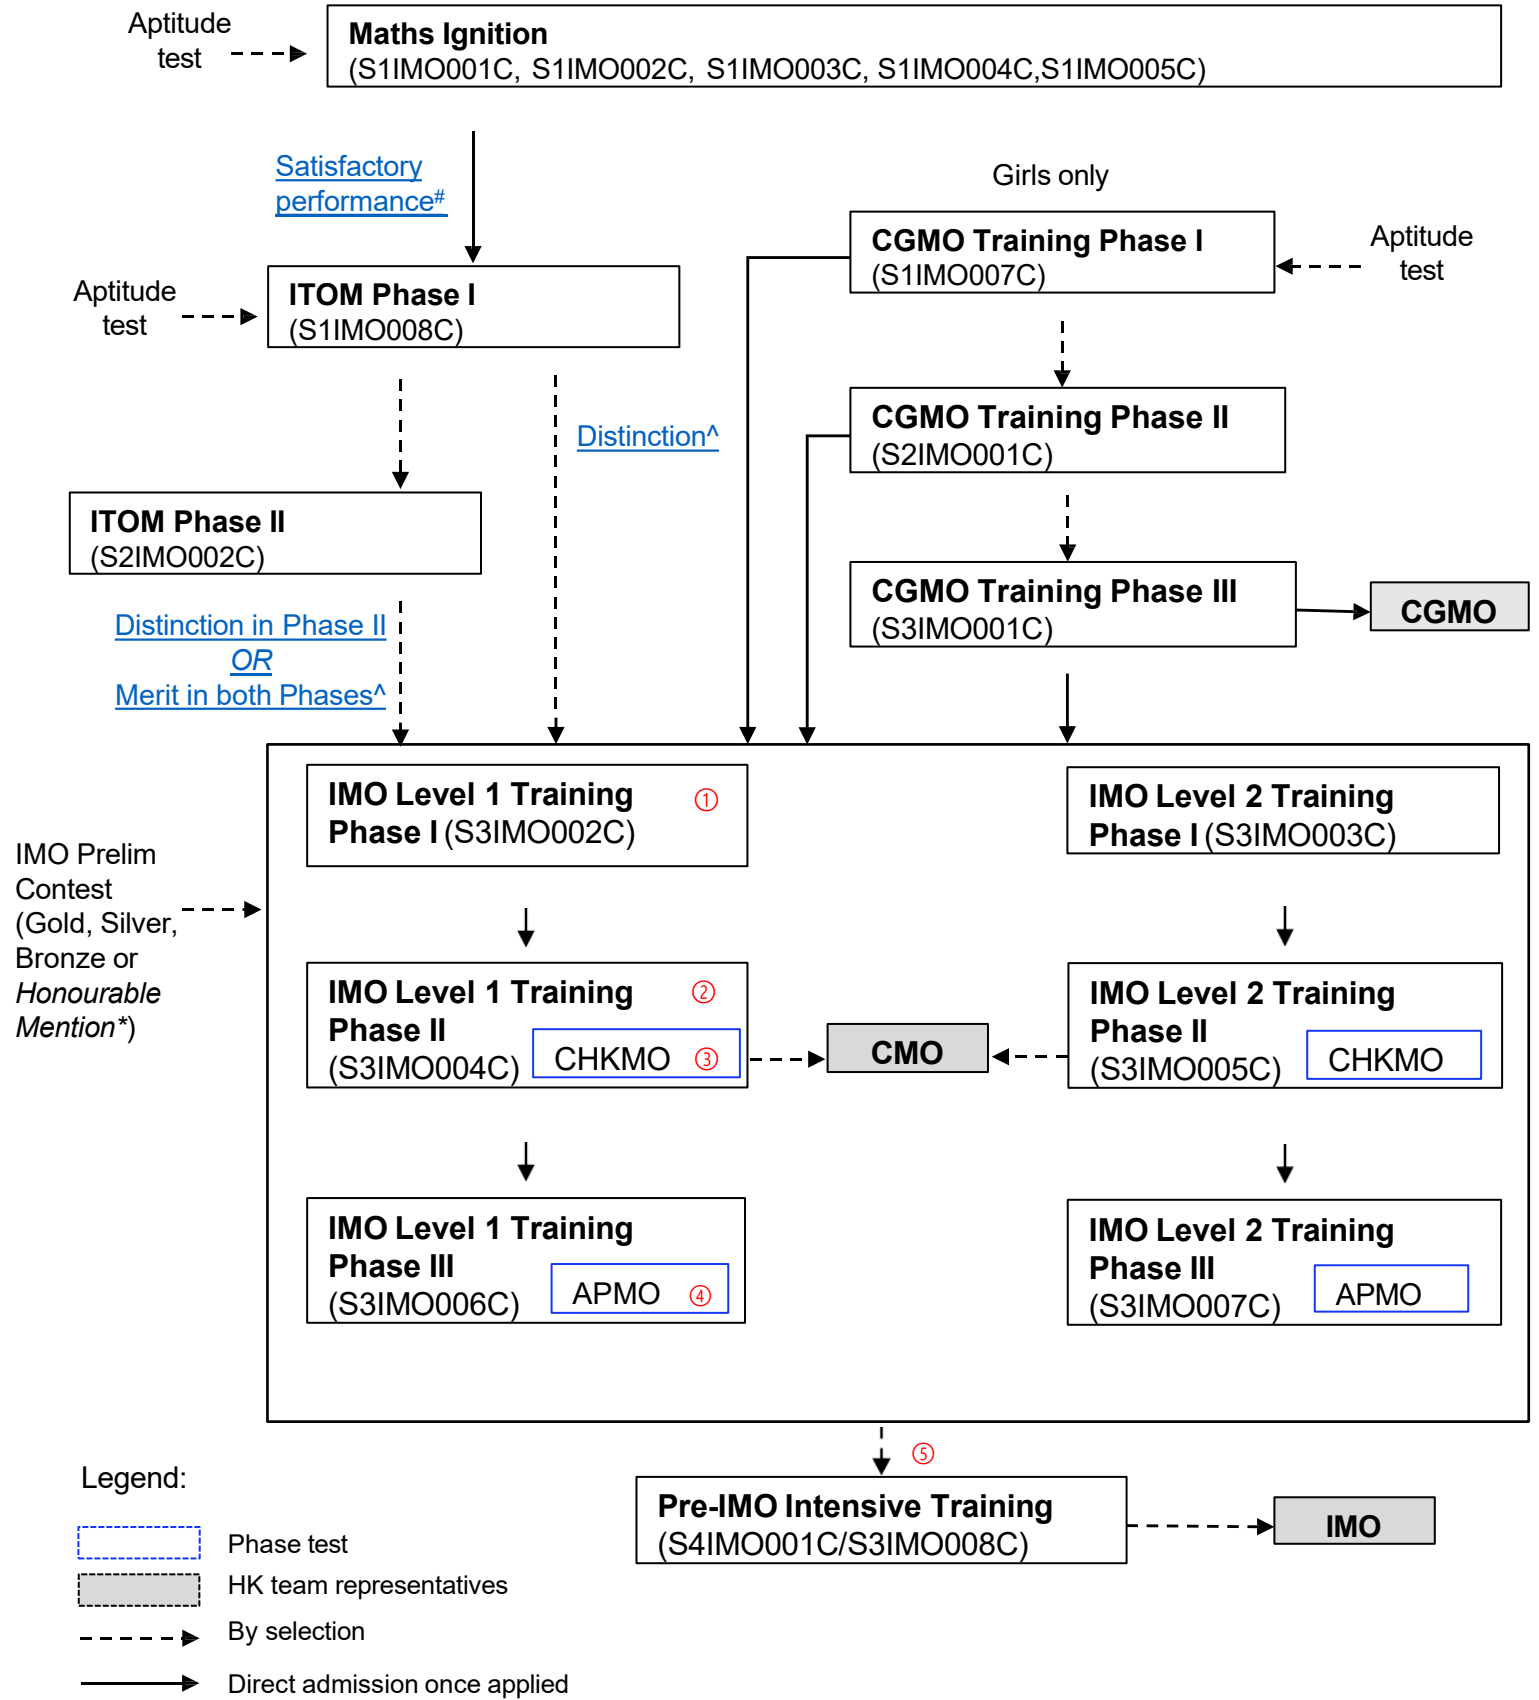 Aptitude
test
Maths Ignition
(S1IMO001C, S1IMO002C, S1IMO003C, S1IMO004C,S1IMO005C)
Satisfactory
performance#
Girls only
CGMO Training Phase I
(S1IMO007C)
Aptitude
test
Aptitude
test
ITOM Phase I
(S1IMO008C)
Distinction^
CGMO Training Phase II
(S2IMO001C)
ITOM Phase II
(S2IMO002C)
CGMO Training Phase III
(S3IMO001C)
CGMO
Distinction in Phase II
OR
Merit in both Phases^
IMO Prelim
Contest
(Gold, Silver,
Bronze or
Honourable
Mention*)
IMO Level 1 Training ①
Phase I (S3IMO002C)
IMO Level 2 Training
Phase I (S3IMO003C)
IMO Level 1 Training ②
Phase II
(S3IMO004C)
CHKMO ③
CMO
IMO Level 2 Training
Phase II
(S3IMO005C)
CHKMO
IMO Level 1 Training
Phase III
(S3IMO006C)
APMO ④
IMO Level 2 Training
Phase III
(S3IMO007C)
APMO
⑤
Pre-IMO Intensive Training
(S4IMO001C/S3IMO008C)
IMO
Legend:
Phase test
HK team representatives
By selection
Direct admission once applied